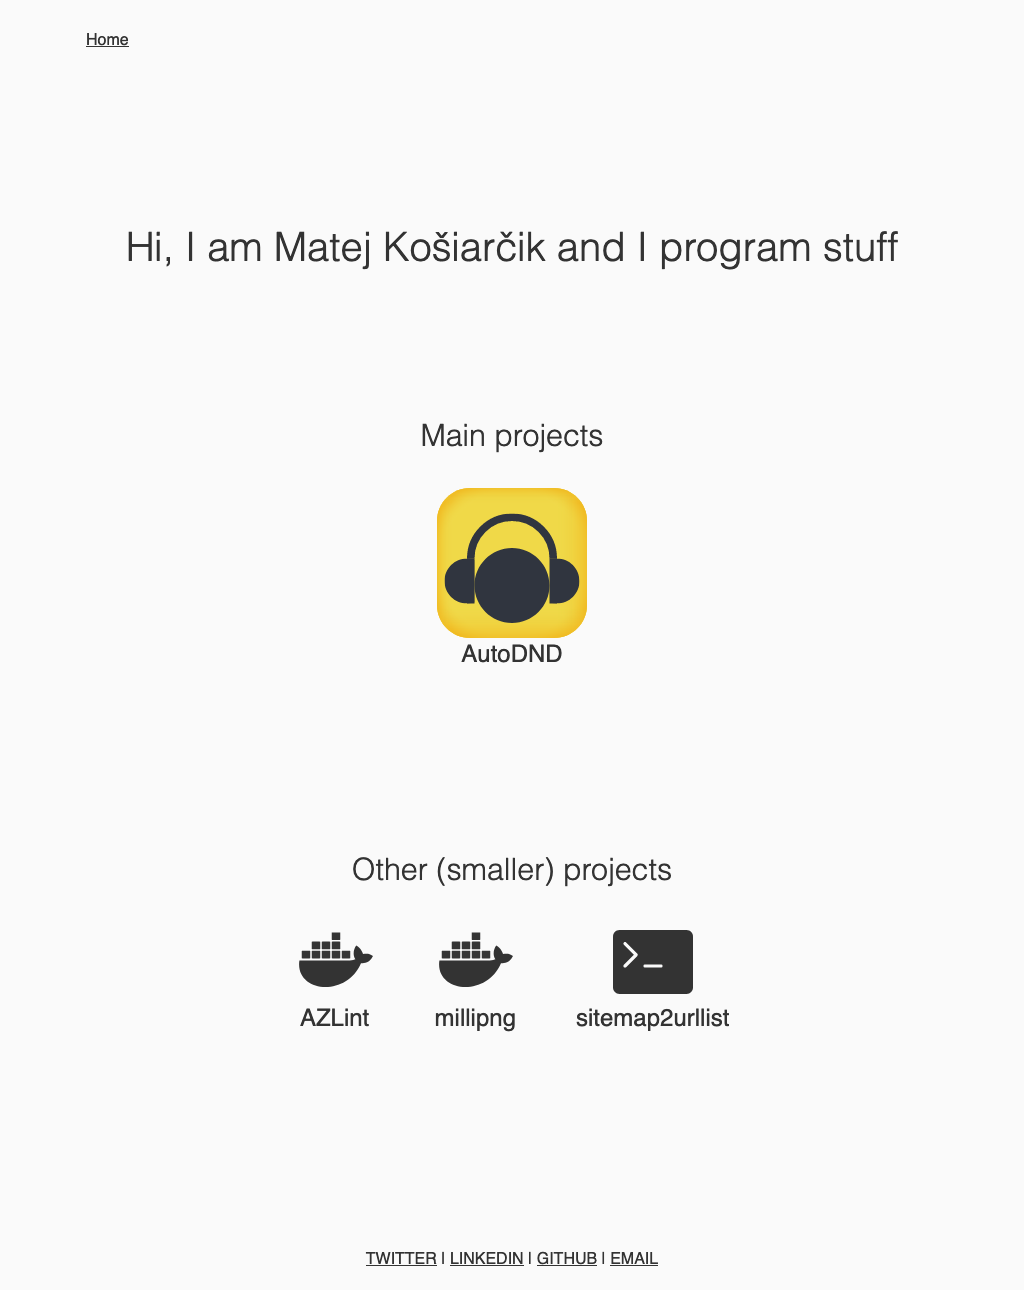 Home
Hi, I am Matej Košiarčik and I program stuff
Main projects
AutoDND
Other (smaller) projects
AZLint millipng sitemap2urllist
TWITTER | LINKEDIN | GITHUB | EMAIL